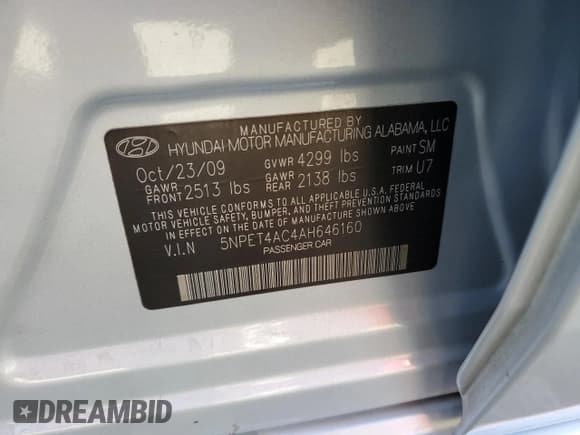 MANUFACTURED BY
HYUNDAI MOTOR MANUFACTURING ALABAMA, LLC
Oct/23/09 GVWR 4299 lbs PAINT SM
GAWR FRONT 2513 lbs GAWR REAR 2138 lbs TRIM U7
THIS VEHICLE CONFORMS TO ALL APPLICABLE U.S.A. FEDERAL
MOTOR VEHICLE SAFETY, BUMPER, AND THEFT PREVENTION STANDARDS
IN EFFECT ON THE DATE OF MANUFACTURE SHOWN ABOVE
V.I.N 5NPET4AC4AH646160
PASSENGER CAR
DREAMBID